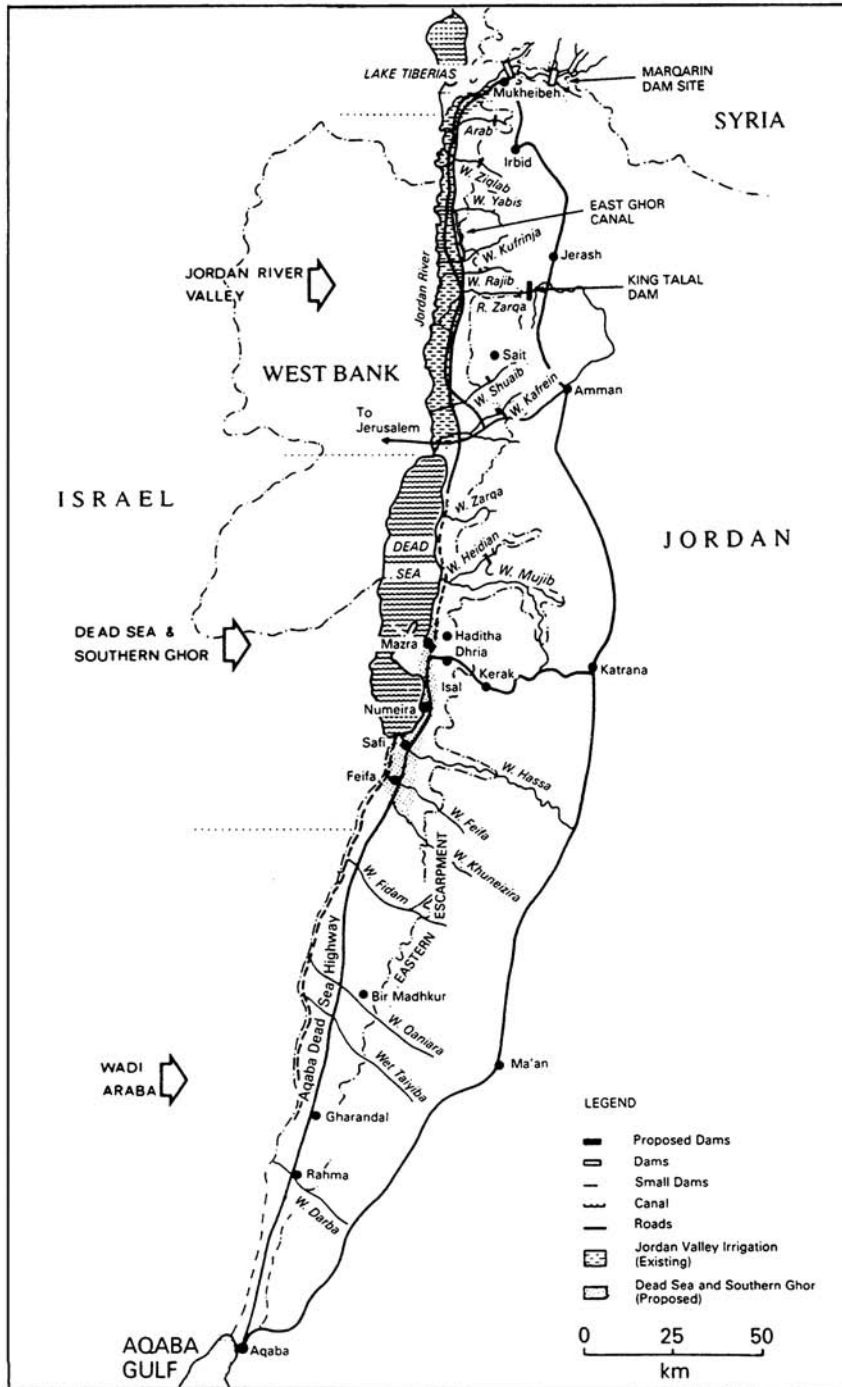 LAKE TIBERIAS
MARQARIN
DAM SITE
Mukheibeh
SYRIA
Arab
Irbid
W. Ziqlab
W. Yabis
EAST GHOR
CANAL
W. Kufrinja
Jerash
JORDAN RIVER
VALLEY
Jordan River
W. Rajib
KING TALAL
DAM
R. Zarqa
Sait
WEST BANK
W. Shuaib
W. Kafrein
Amman
To
Jerusalem
ISRAEL
W. Zarqa
JORDAN
DEAD
SEA
W. Heidian
W. Mujib
DEAD SEA &
SOUTHERN GHOR
Mazra
Haditha
Dhria
Kerak
Katrana
Isal
Numeira
Safi
W. Hassa
Feifa
W. Feifa
W. Khuneizira
W. Fidam
EASTERN ESCARPMENT
Aqaba Dead Sea Highway
Bir Madhkur
W. Qaniara
WADI
ARABA
Wet Taiyiba
Ma'an
Gharandal
Rahma
W. Darba
AQABA
GULF
Aqaba
LEGEND
Proposed Dams
Dams
Small Dams
Canal
Roads
Jordan Valley Irrigation
(Existing)
Dead Sea and Southern Ghor
(Proposed)
0 25 50
km